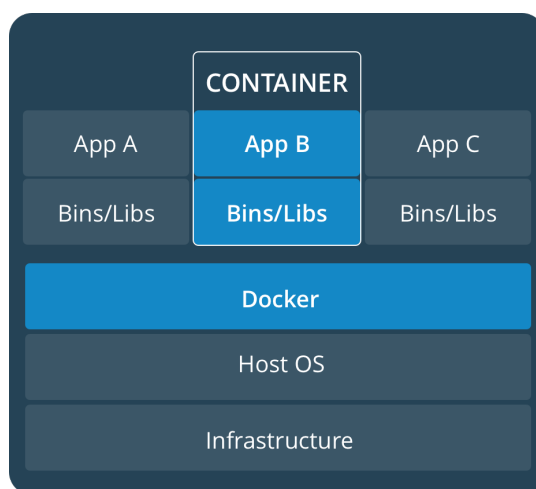 CONTAINER
App A
App B
App C
Bins/Libs
Bins/Libs
Bins/Libs
Docker
Host OS
Infrastructure